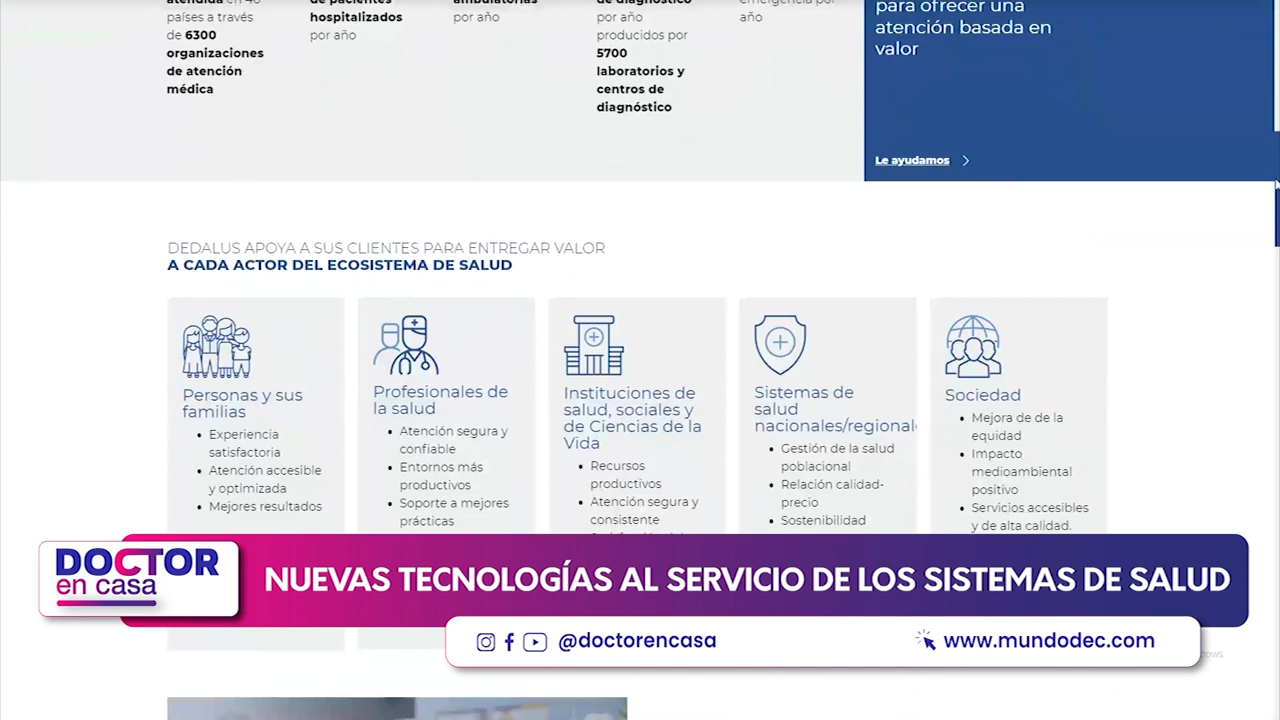 atendida en 40
países a través
de 6300
organizaciones
de atención
médica
de pacientes
hospitalizados
por año
ambulatorias
por año
de diagnóstico
por año
producidos por
5700
laboratorios y
centros de
diagnóstico
emergencia por
año
para ofrecer una
atención basada en
valor
Le ayudamos
DEDALUS APOYA A SUS CLIENTES PARA ENTREGAR VALOR
A CADA ACTOR DEL ECOSISTEMA DE SALUD
Personas y sus
familias
• Experiencia
satisfactoria
• Atención accesible
y optimizada
• Mejores resultados
Profesionales de
la salud
• Atención segura y
confiable
• Entornos más
productivos
• Soporte a mejores
prácticas
Instituciones de
salud, sociales y
de Ciencias de la
Vida
• Recursos
productivos
• Atención segura y
consistente
Sistemas de
salud
nacionales/regional
• Gestión de la salud
poblacional
• Relación calidad-
precio
• Sostenibilidad
Sociedad
• Mejora de de la
equidad
• Impacto
medioambiental
positivo
• Servicios accesibles
y de alta calidad.
DOCTOR
en casa
NUEVAS TECNOLOGÍAS AL SERVICIO DE LOS SISTEMAS DE SALUD
@doctorencasa
www.mundodec.com